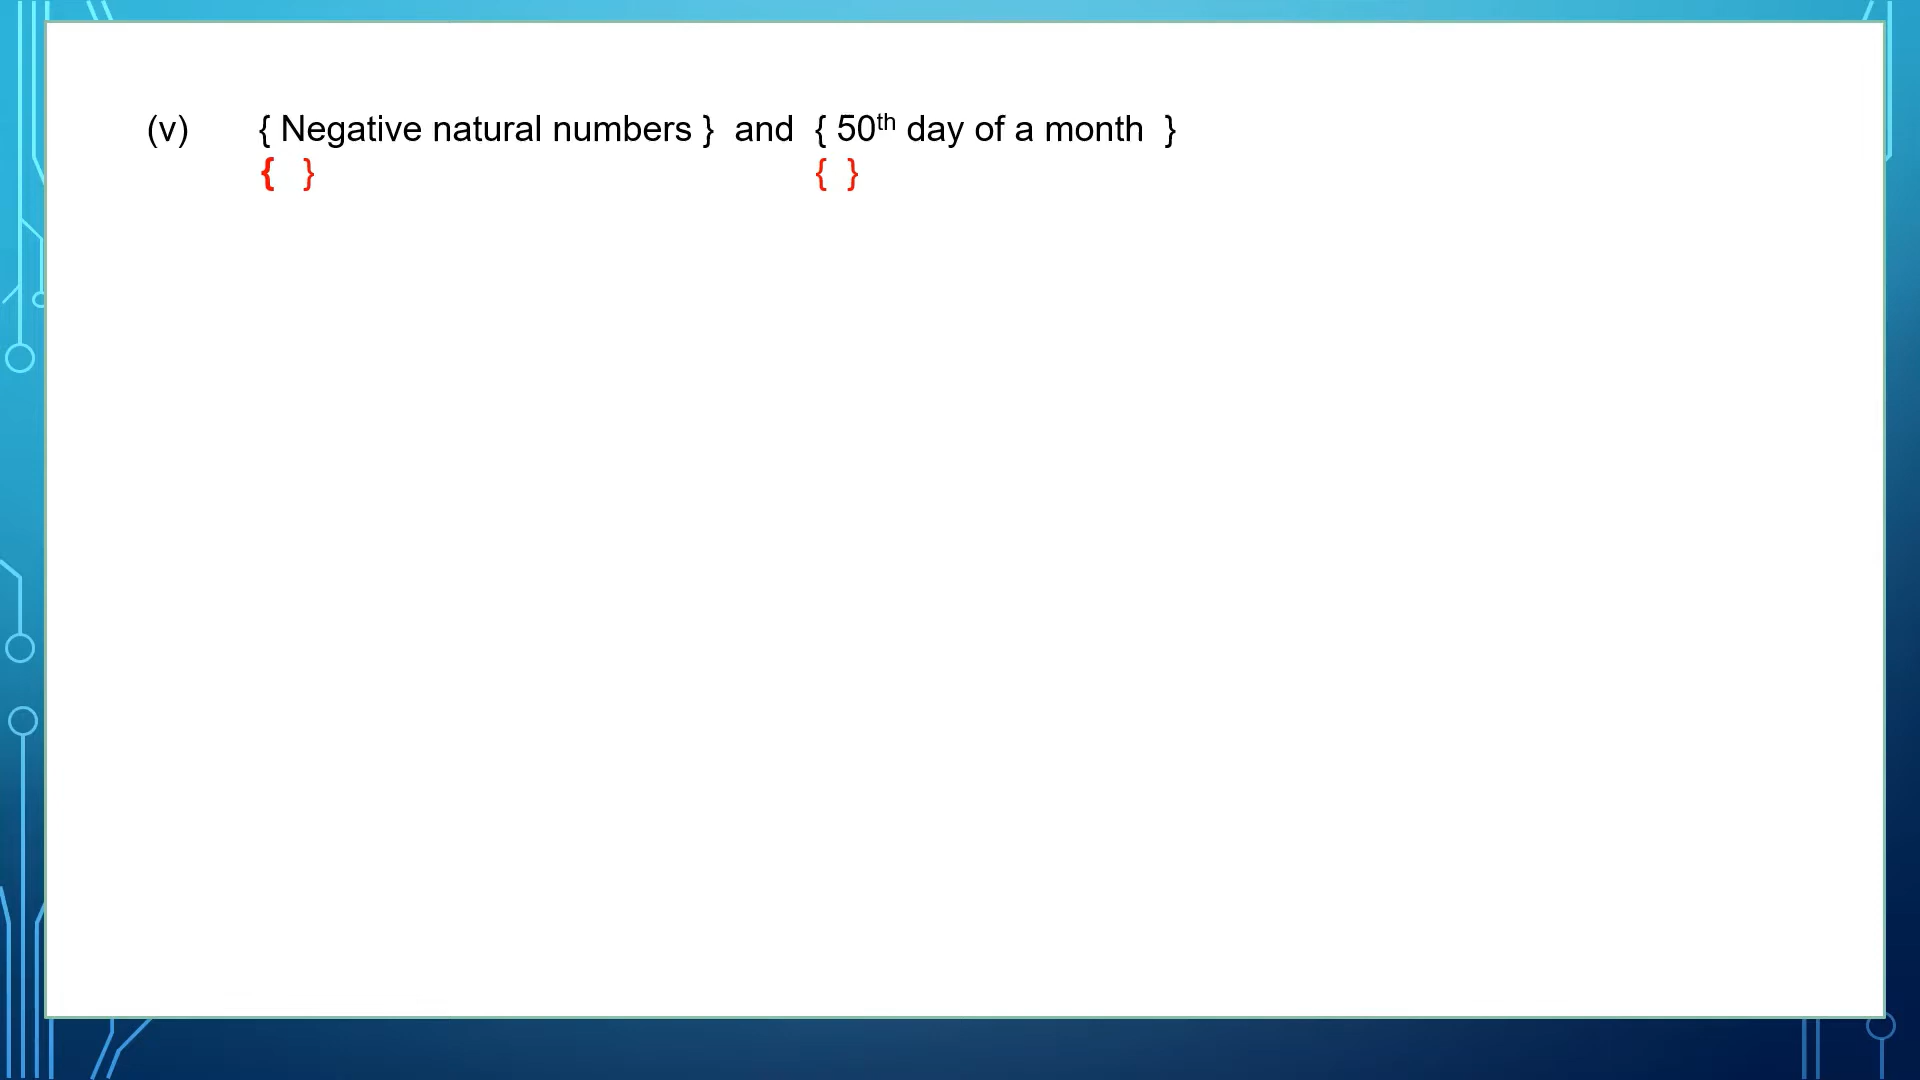 (v) { Negative natural numbers } and { 50th day of a month }
{ } { }